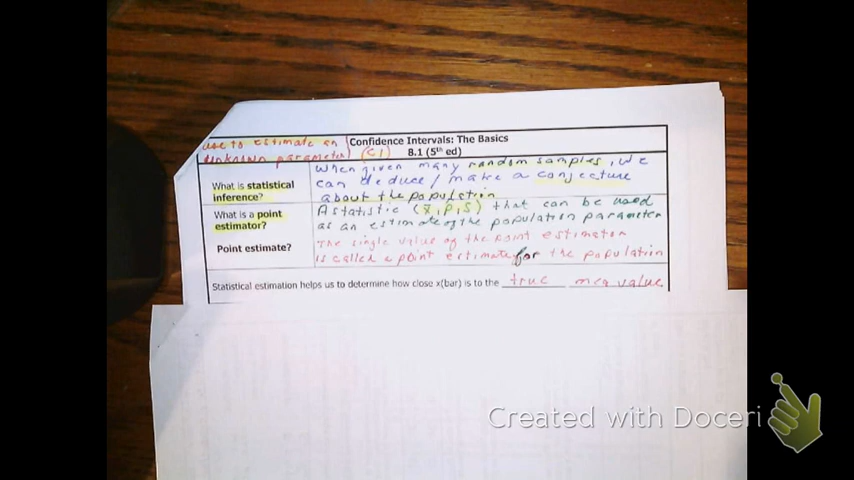 use to estimate an
unknown parameter (CI)
Confidence Intervals: The Basics
8.1 (5th ed)
What is statistical
inference?
When given many random samples, we
can deduce/make a conjecture
about the population
What is a point
estimator?
A statistic (x̄, p, s) that can be used
as an estimate of the population parameter
Point estimate?
The single value of the point estimator
is called a point estimate for the population
Statistical estimation helps us to determine how close x(bar) is to the true value.
Created with Doceri